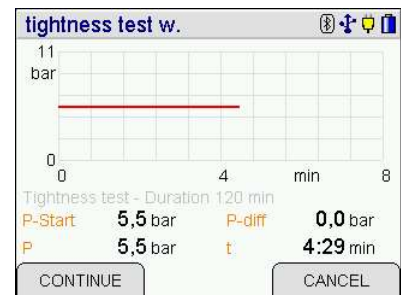 tightness test w.
11
bar
0
0 4 min 8
Tightness test - Duration 120 min
P-Start 5,5 bar P-diff 0,0 bar
P 5,5 bar t 4:29 min
CONTINUE CANCEL